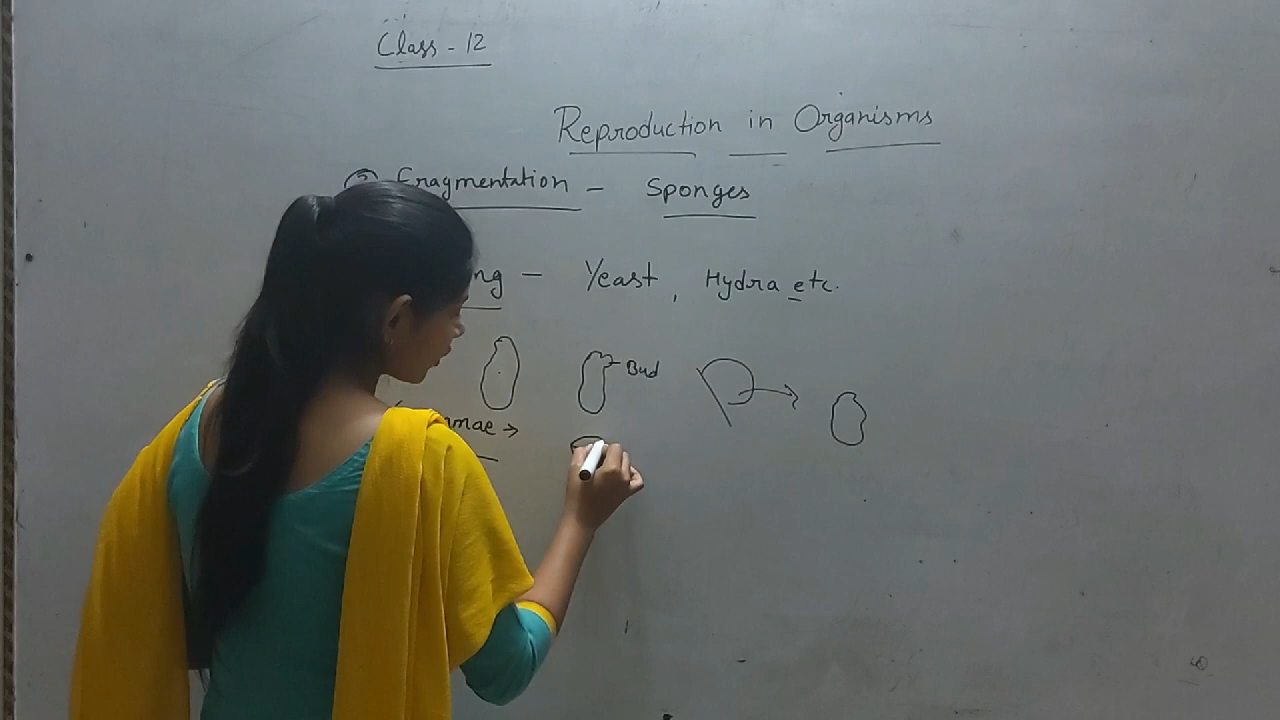 Class - 12
Reproduction in Organisms
Fragmentation - Sponges
ng - Yeast, Hydra etc.
Bud
mae →